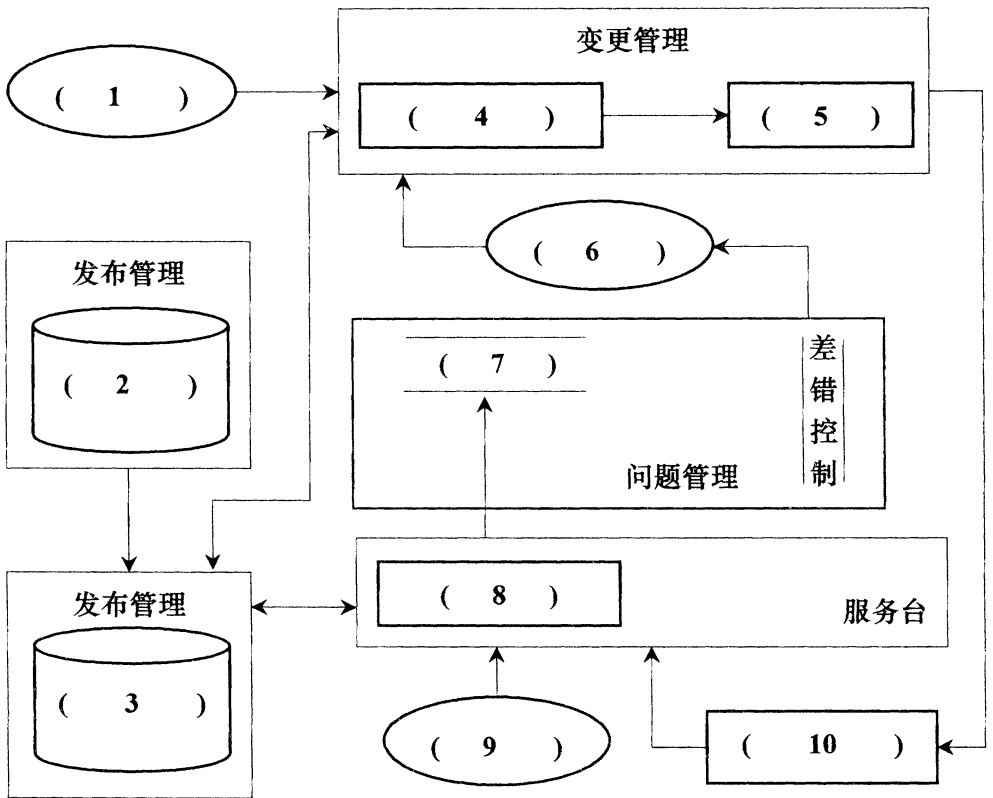 变更管理
( 1 )
( 4 )
( 5 )
( 6 )
发布管理
( 2 )
( 7 )
差错控制
问题管理
发布管理
( 3 )
( 8 )
服务台
( 9 )
( 10 )